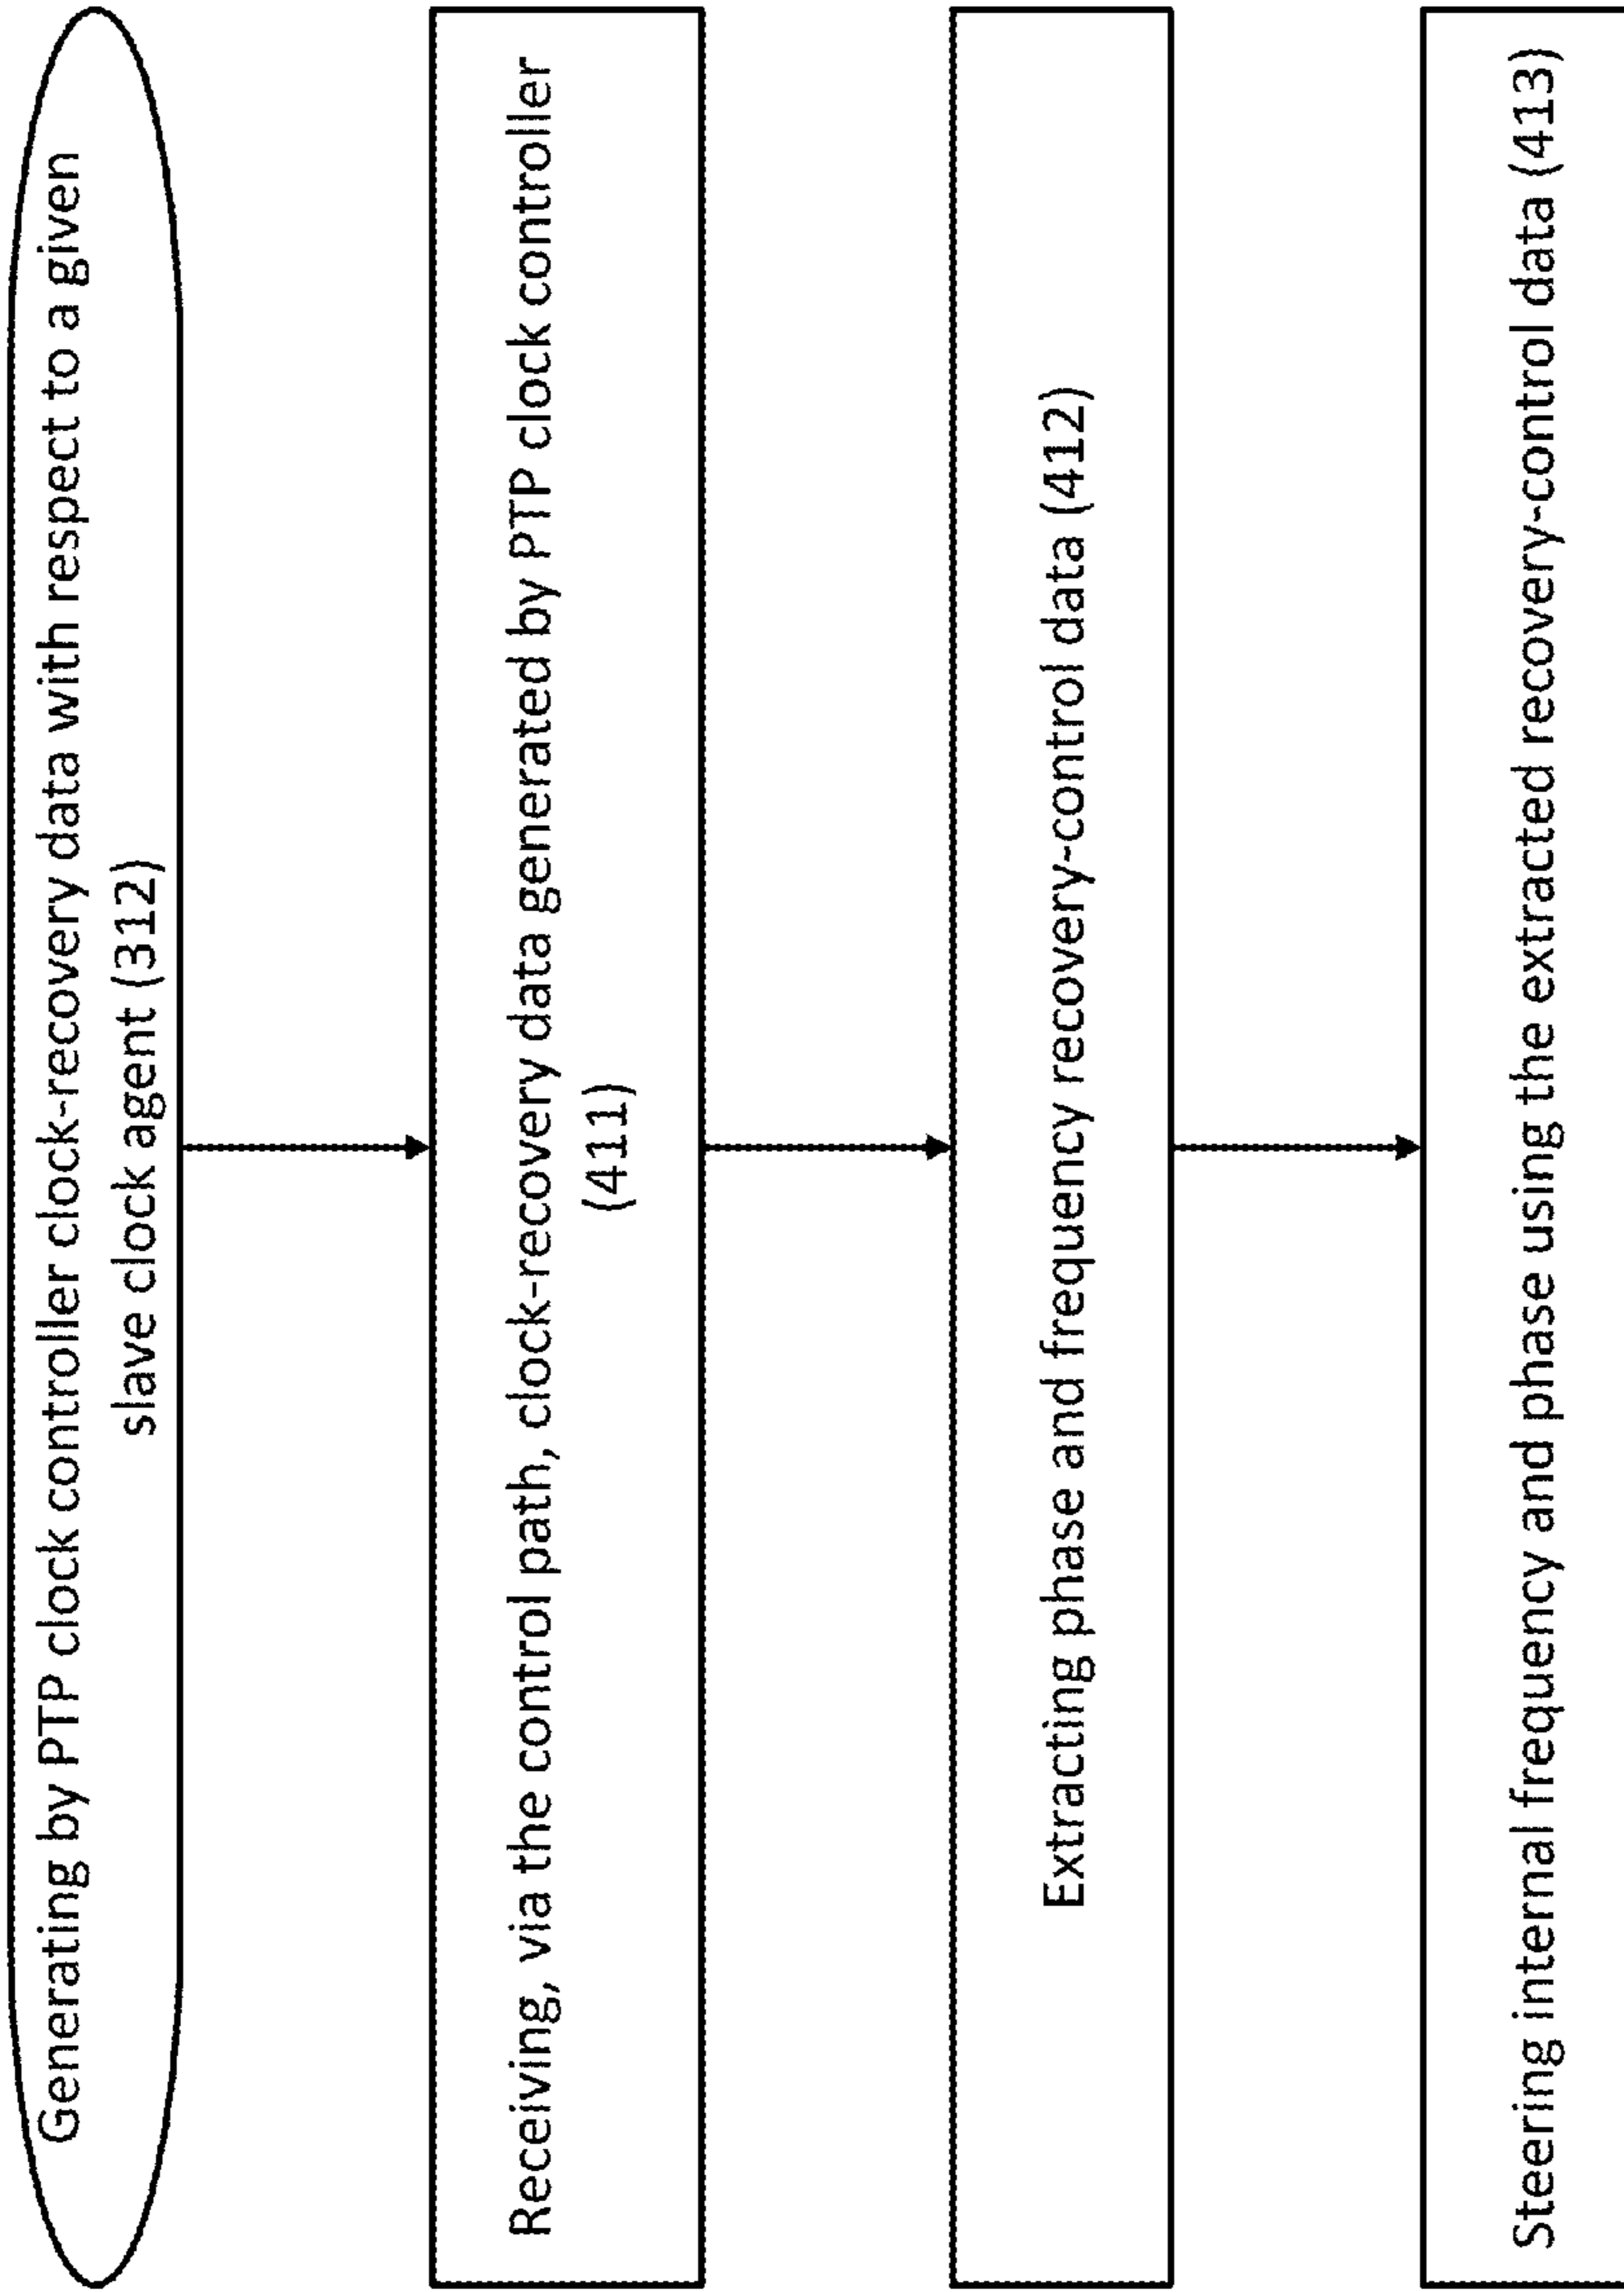 Generating by PTP clock controller clock-recovery data with respect to a given
slave clock agent (312)
Receiving, via the control path, clock-recovery data generated by PTP clock controller
(411)
Extracting phase and frequency recovery-control data (412)
Steering internal frequency and phase using the extracted recovery-control data (413)